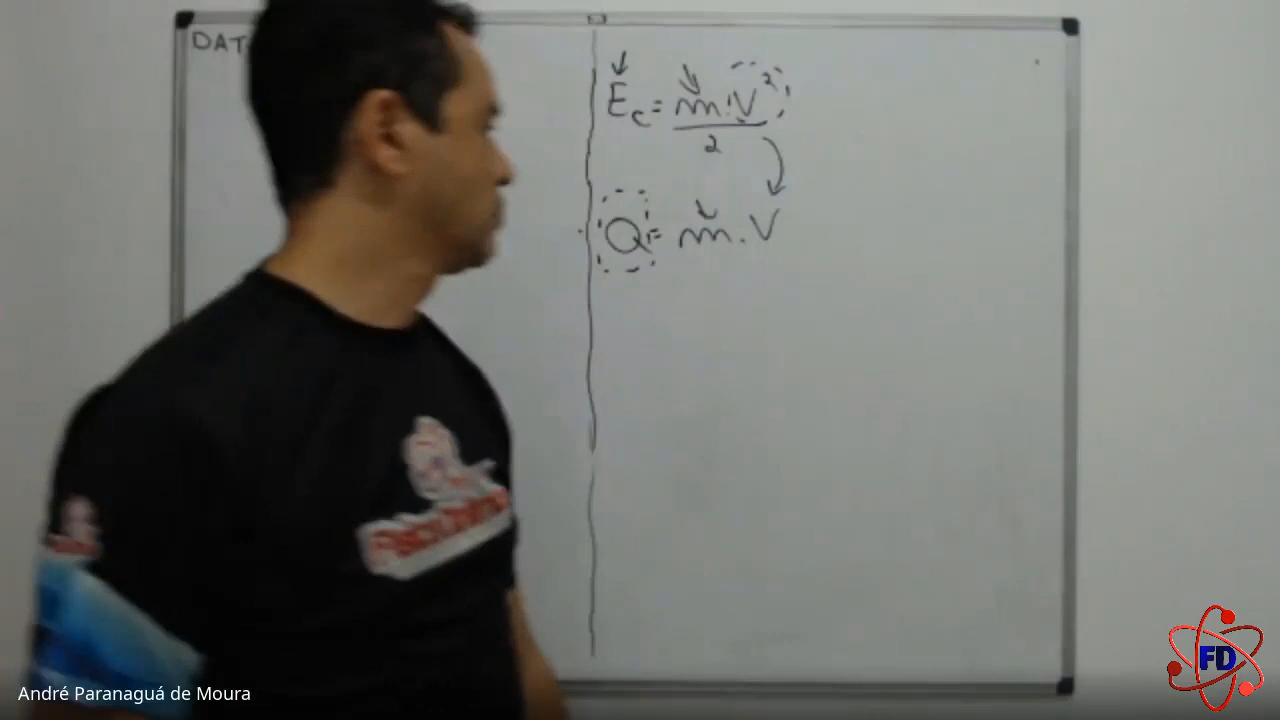 DAT
Ec = m.V²
2
Q = m.V
André Paranaguá de Moura
FD